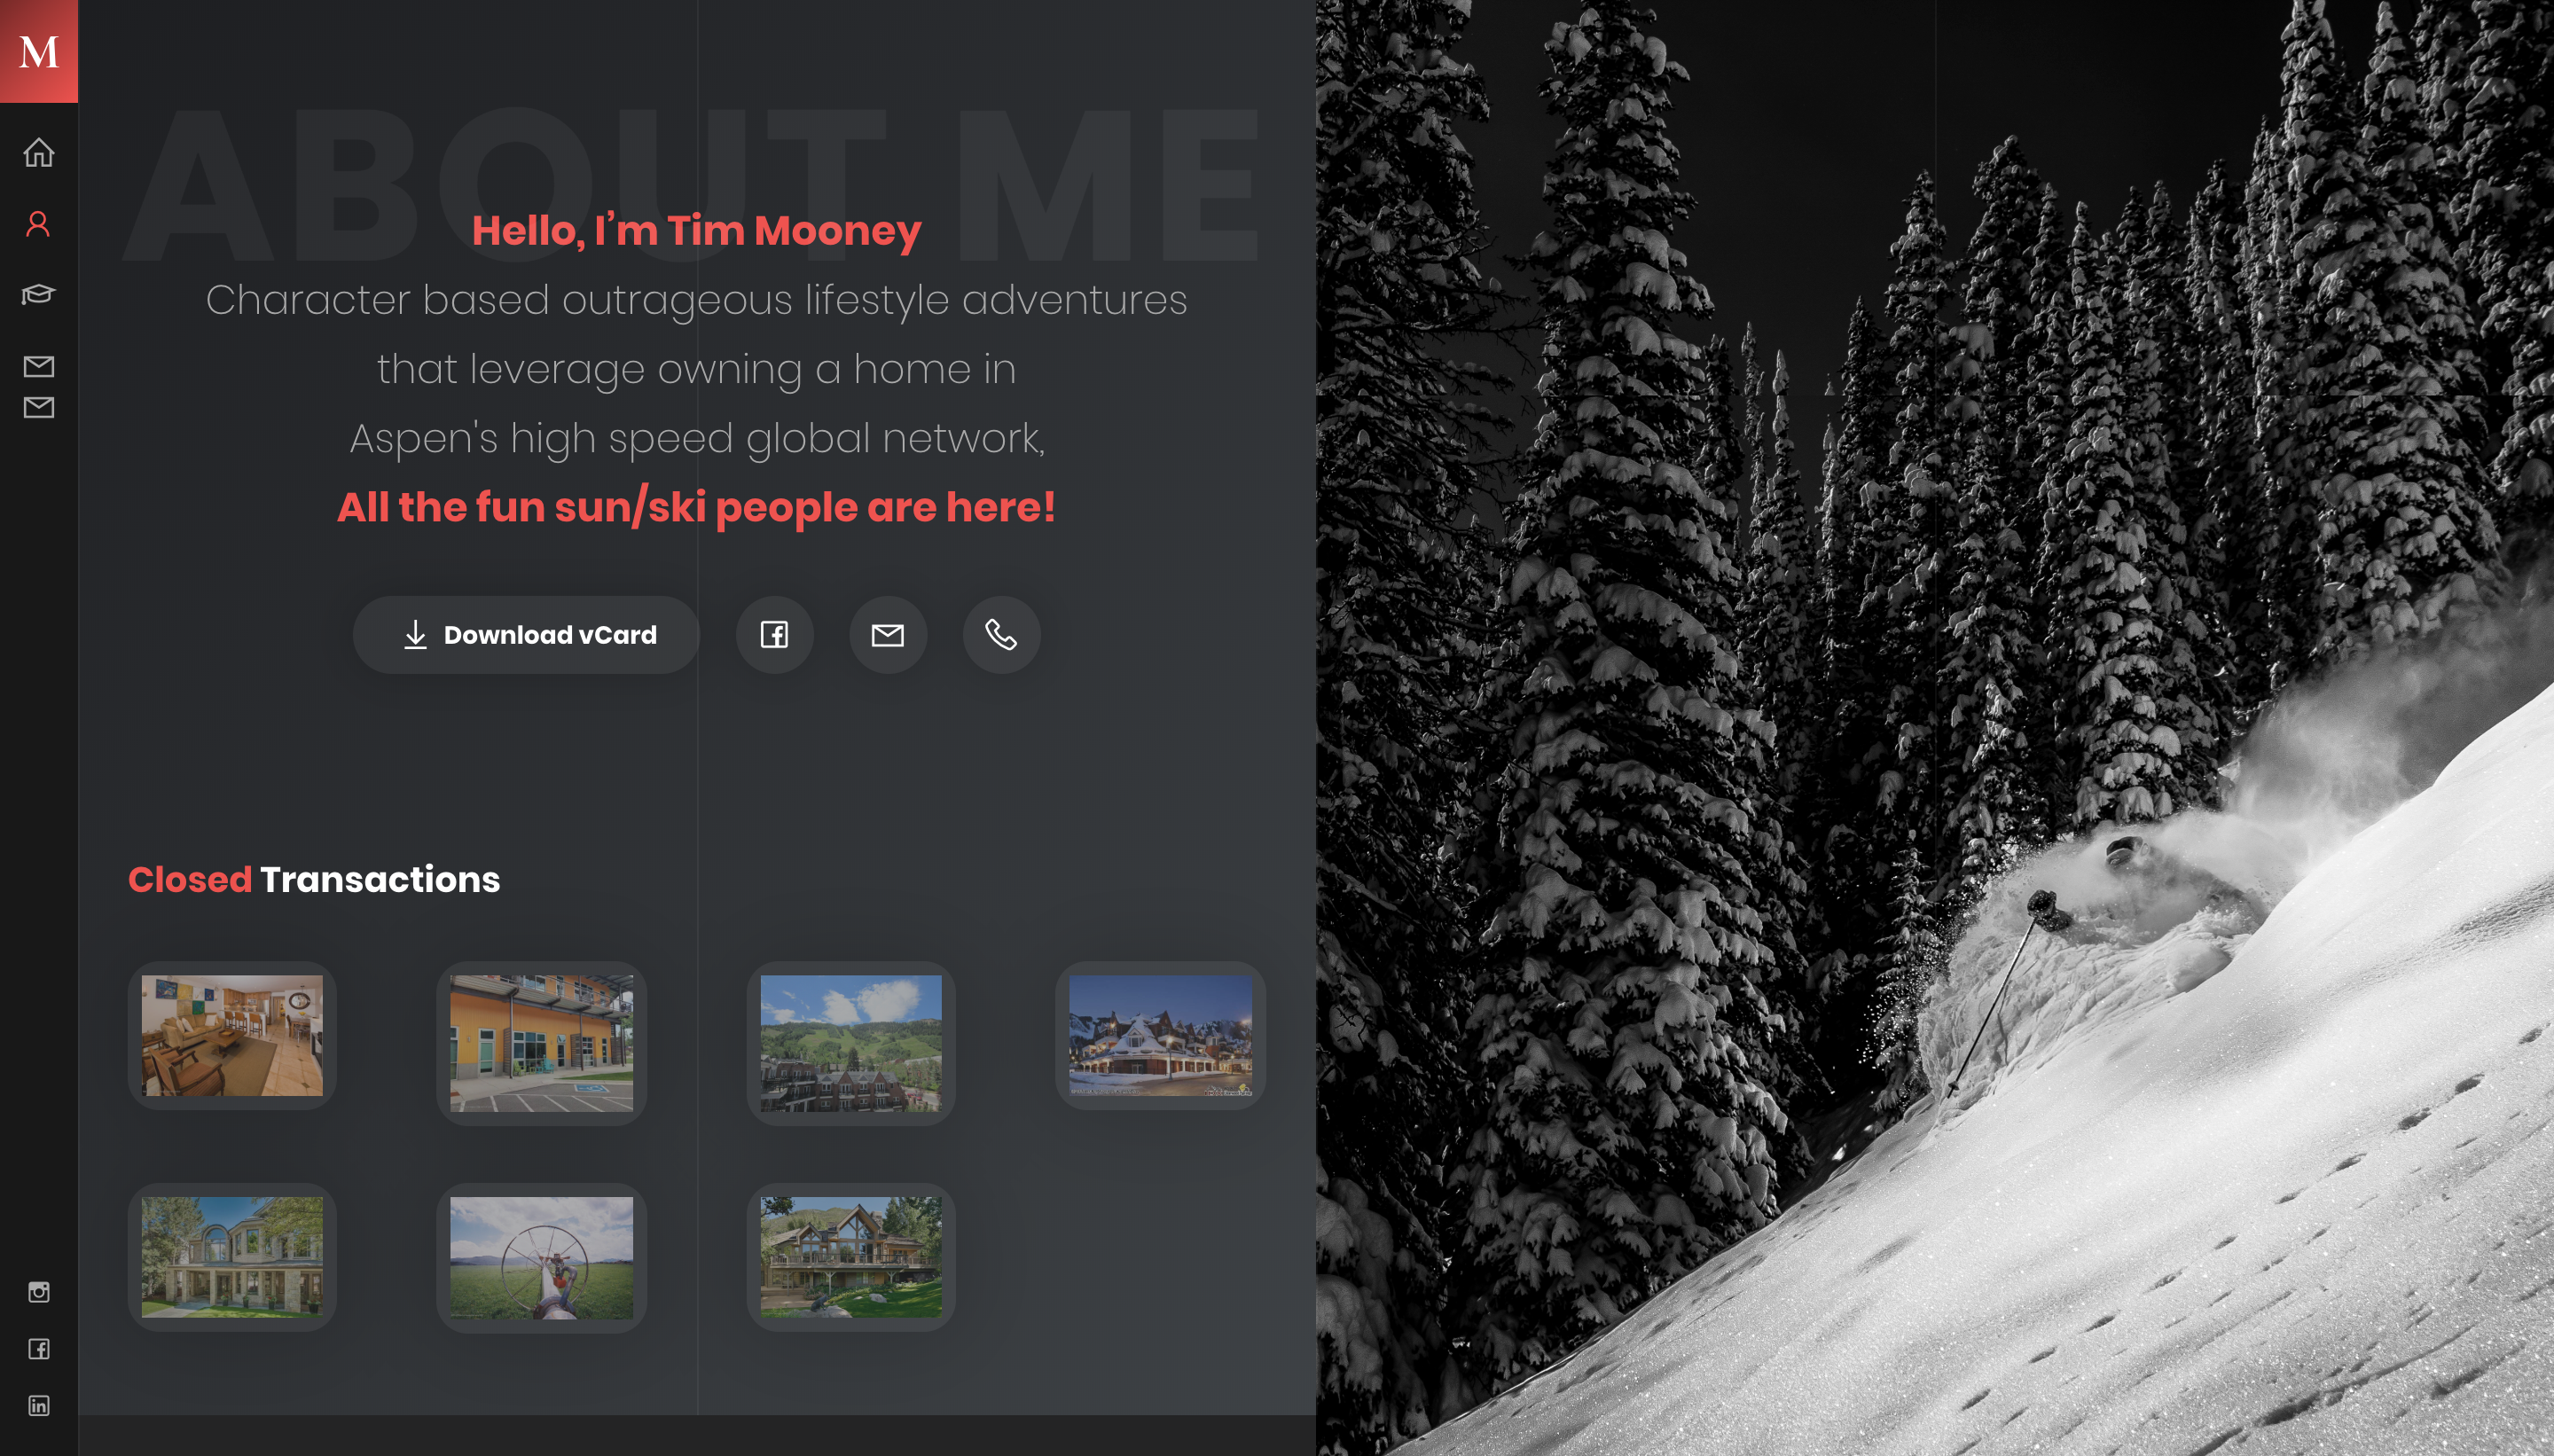 M
ABOUT ME
Hello, I’m Tim Mooney
Character based outrageous lifestyle adventures
that leverage owning a home in
Aspen's high speed global network,
All the fun sun/ski people are here!
Download vCard
Closed Transactions